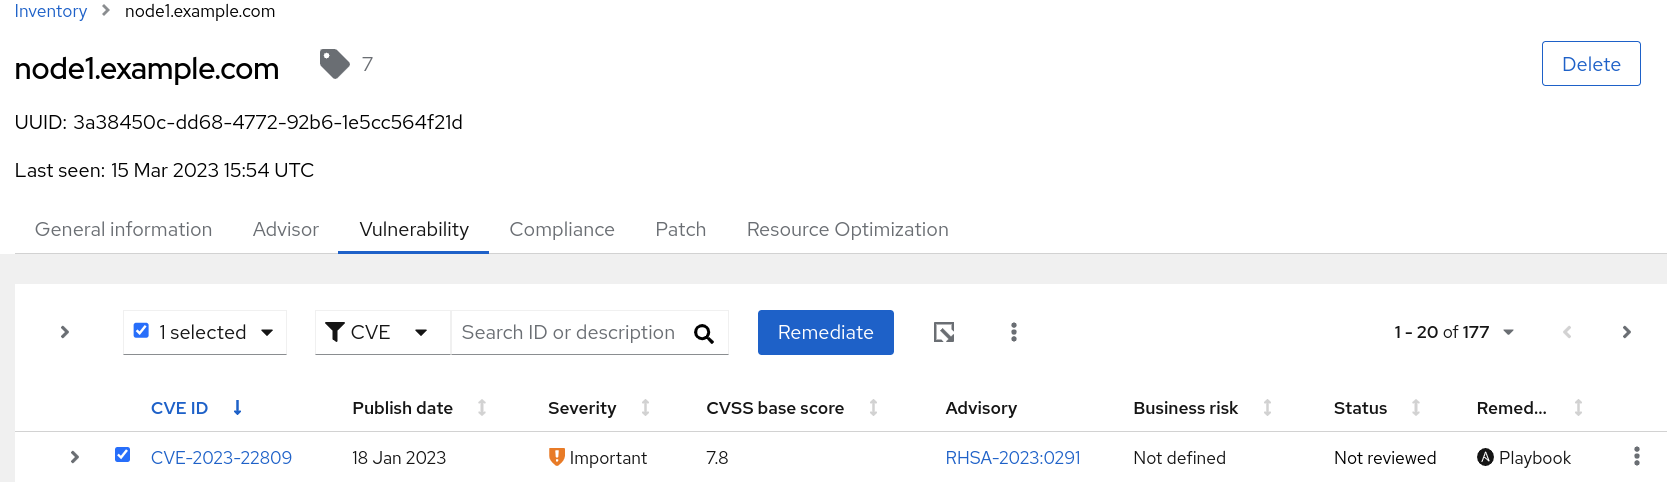 Inventory > node1.example.com
node1.example.com 7
Delete
UUID: 3a38450c-dd68-4772-92b6-1e5cc564f21d
Last seen: 15 Mar 2023 15:54 UTC
General information Advisor Vulnerability Compliance Patch Resource Optimization
1 selected CVE Search ID or description Remediate 1 - 20 of 177
CVE ID Publish date Severity CVSS base score Advisory Business risk Status Remed...
CVE-2023-22809 18 Jan 2023 Important 7.8 RHSA-2023:0291 Not defined Not reviewed Playbook